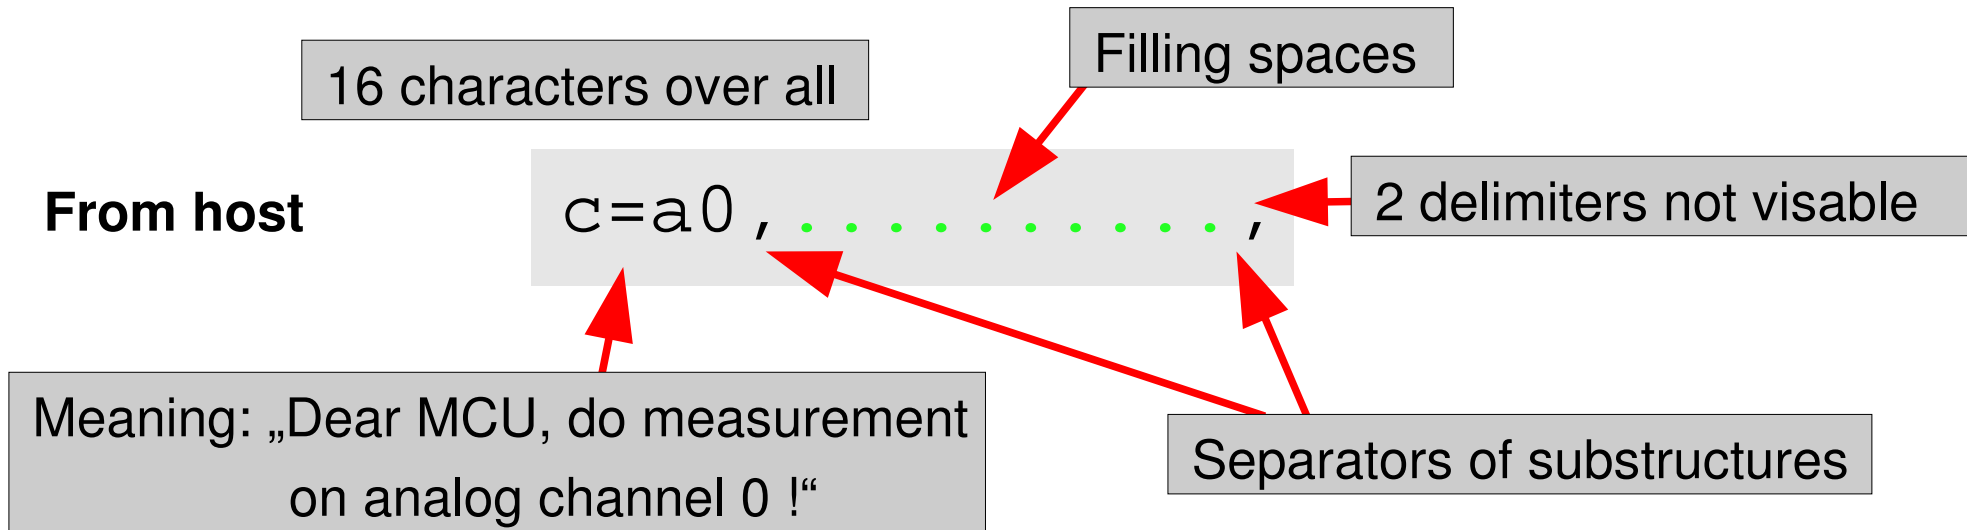 16 characters over all
Filling spaces
From host
c=a0,..........,
2 delimiters not visable
Meaning: „Dear MCU, do measurement
on analog channel 0 !“
Separators of substructures